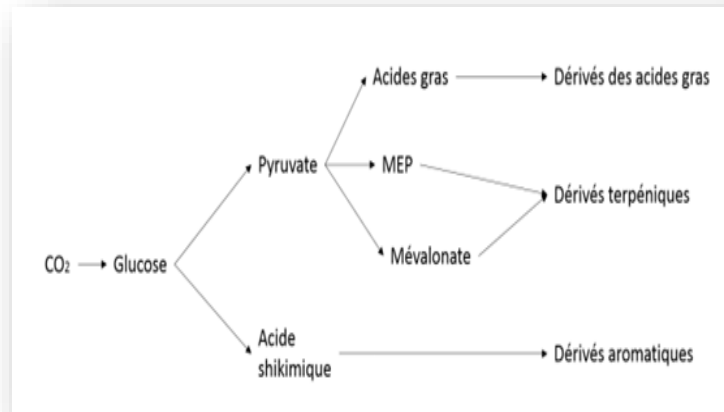 Acides gras
Dérivés des acides gras
Pyruvate
MEP
Dérivés terpéniques
Mévalonate
CO₂
Glucose
Acide
shikimique
Dérivés aromatiques